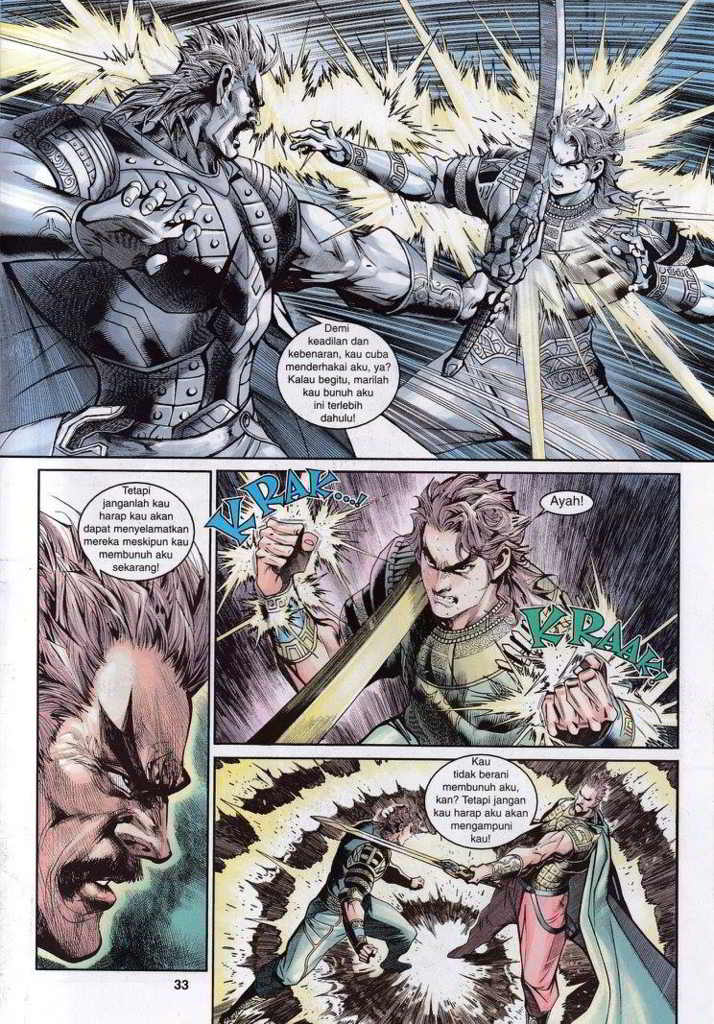 Demi
keadilan dan
kebenaran, kau cuba
menderhakai aku, ya?
Kalau begitu, marilah
kau bunuh aku
ini terlebih
dahulu!
Tetapi
janganlah kau
harap kau akan
dapat menyelamatkan
mereka meskipun kau
membunuh aku
sekarang!
KRAK...!
Ayah!
KRAAK!
Kau
tidak berani
membunuh aku,
kan? Tetapi jangan
kau harap aku akan
mengampuni
kau!
33